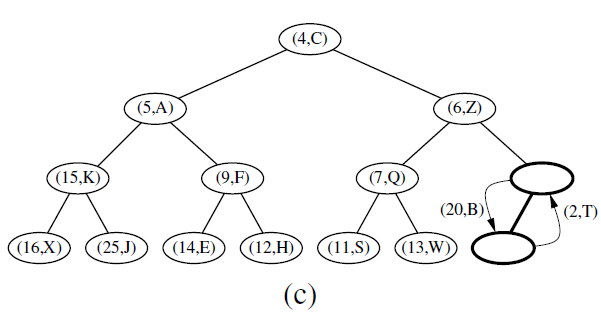 (4,C)
(5,A) (6,Z)
(15,K) (9,F) (7,Q)
(20,B) (2,T)
(16,X) (25,J) (14,E) (12,H) (11,S) (13,W)
(c)